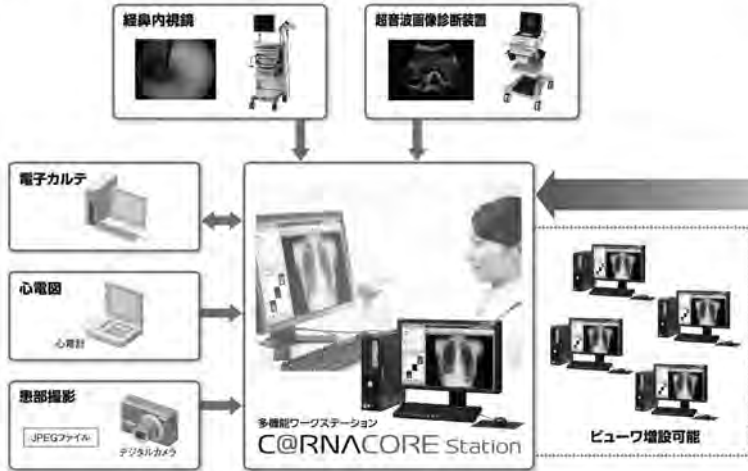 経鼻内視鏡
超音波画像診断装置
電子カルテ
心電図
心電計
患部撮影
JPEGファイル
デジタルカメラ
多機能ワークステーション
C@RNACORE Station
ビューワ増設可能